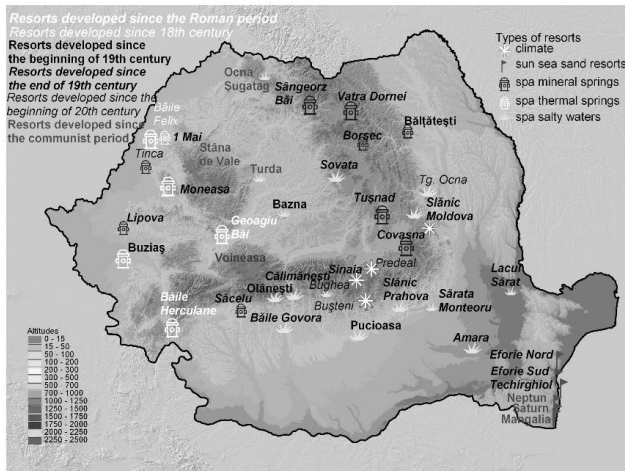 Resorts developed since the Roman period
Resorts developed since 18th century
Resorts developed since
the beginning of 19th century
Resorts developed since
the end of 19th century
Resorts developed since the
beginning of 20th century
Resorts developed since
the communist period
Types of resorts
climate
sun sea sand resorts
spa mineral springs
spa thermal springs
spa salty waters
Ocna
Şugatag
Sângeorz
Băi
Vatra Dornei
Bălţăteşti
Borsec
Băile
Felix
1 Mai
Tinca
Stâna
de Vale
Moneasa
Turda
Sovata
Tg. Ocna
Slănic
Moldova
Bazna
Tuşnad
Lipova
Geoagiu
Băi
Covasna
Buziaş
Voineasa
Predeal
Sinaia
Călimăneşti
Bughea
Olăneşti
Buşteni
Slănic
Prahova
Lacul
Sărat
Băile
Herculane
Săcelu
Băile Govora
Sărata
Monteoru
Pucioasa
Amara
Eforie Nord
Eforie Sud
Techirghiol
Neptun
Saturn
Mangalia
Altitudes
0 - 15
15 - 50
50 - 100
100 - 200
200 - 300
300 - 500
500 - 700
700 - 1000
1000 - 1250
1250 - 1500
1500 - 1750
1750 - 2000
2000 - 2250
2250 - 2500